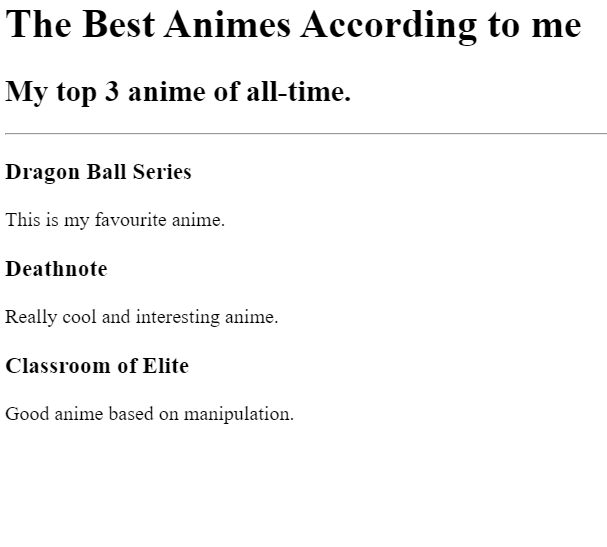 The Best Animes According to me
My top 3 anime of all-time.
Dragon Ball Series
This is my favourite anime.
Deathnote
Really cool and interesting anime.
Classroom of Elite
Good anime based on manipulation.